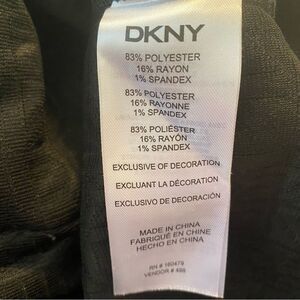 DKNY
83% POLYESTER
16% RAYON
1% SPANDEX
83% POLYESTER
16% RAYONNE
1% SPANDEX
83% POLIÉSTER
16% RAYÓN
1% SPANDEX
EXCLUSIVE OF DECORATION
EXCLUANT LA DÉCORATION
EXCLUSIVO DE DECORACIÓN
MADE IN CHINA
FABRIQUÉ EN CHINE
HECHO EN CHINA
RN # 160479
VENDOR # 488